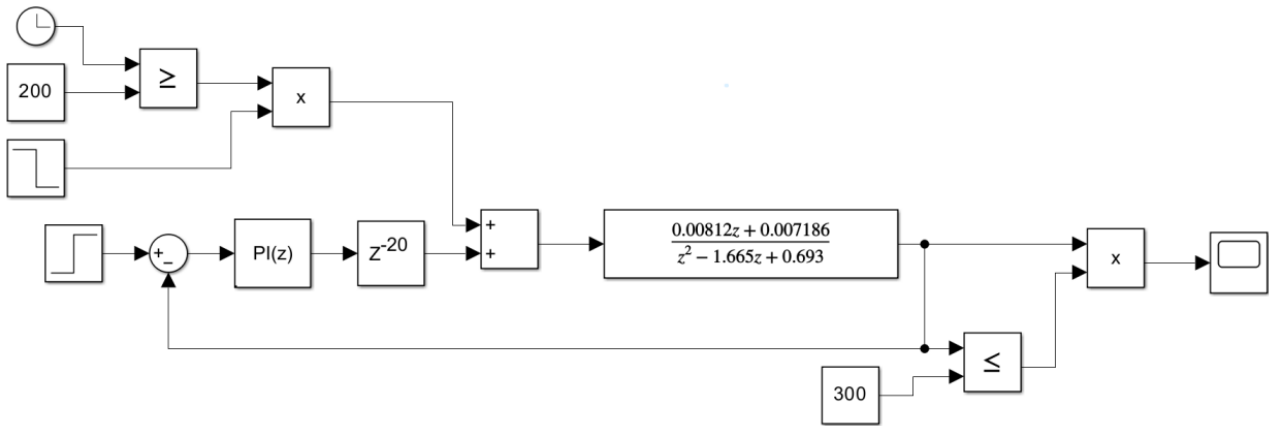 ≥
200
x
+
+
+
−
PI(z)
Z^-20
0.00812z + 0.007186
z² − 1.665z + 0.693
x
≤
300